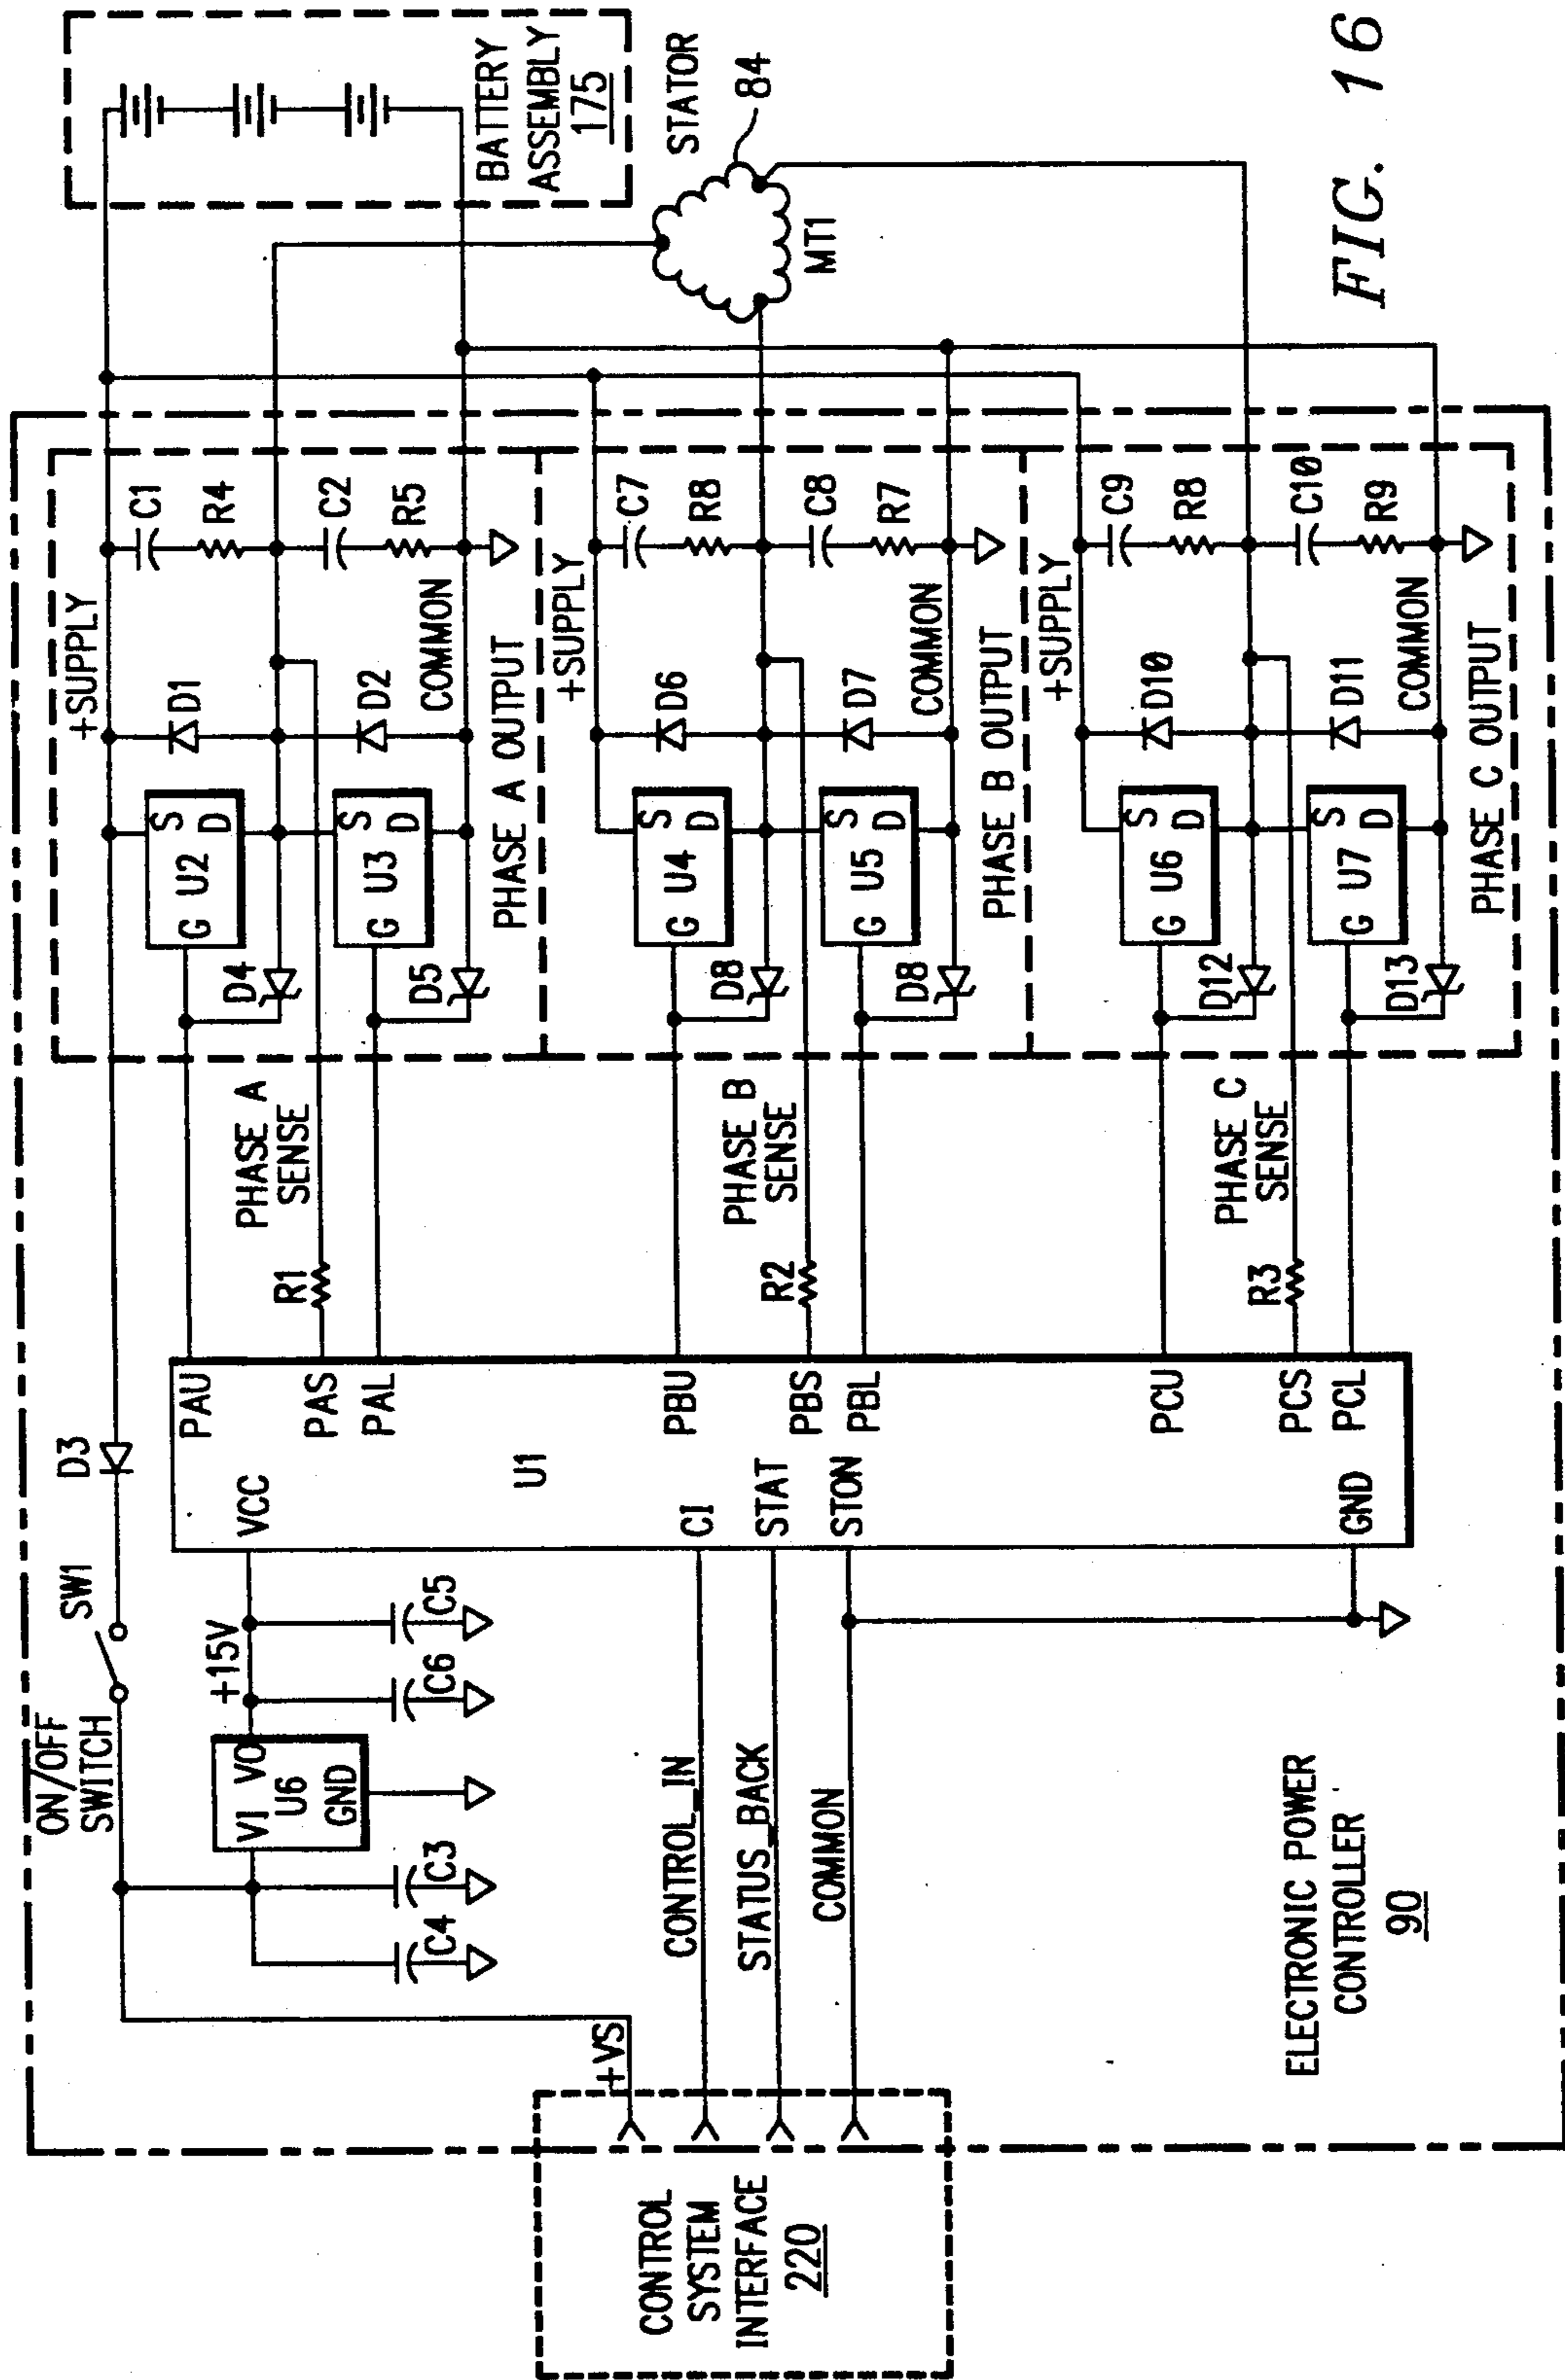 BATTERY
ASSEMBLY
175
STATOR
84
MT1
FIG. 16
+SUPPLY
C1
R4
C2
R5
D1
D2
COMMON
S
D
U2
G
S
D
U3
G
D4
D5
PHASE A OUTPUT
+SUPPLY
C7
R8
C8
R7
D6
D7
COMMON
S
D
U4
G
S
D
U5
G
D8
D8
PHASE B OUTPUT
+SUPPLY
C9
R8
C10
R9
D10
D11
COMMON
S
D
U6
G
S
D
U7
G
D12
D13
PHASE C OUTPUT
PHASE A
SENSE
R1
PHASE B
SENSE
R2
PHASE C
SENSE
R3
D3
SW1
ON/OFF
SWITCH
PAU
PAS
PAL
PBU
PBS
PBL
PCU
PCS
PCL
VCC
U1
CI
STAT
STON
GND
+15V
C5
C6
VI VO
U6
GND
C3
C4
CONTROL_IN
STATUS_BACK
COMMON
+VS
ELECTRONIC POWER
CONTROLLER
90
CONTROL
SYSTEM
INTERFACE
220